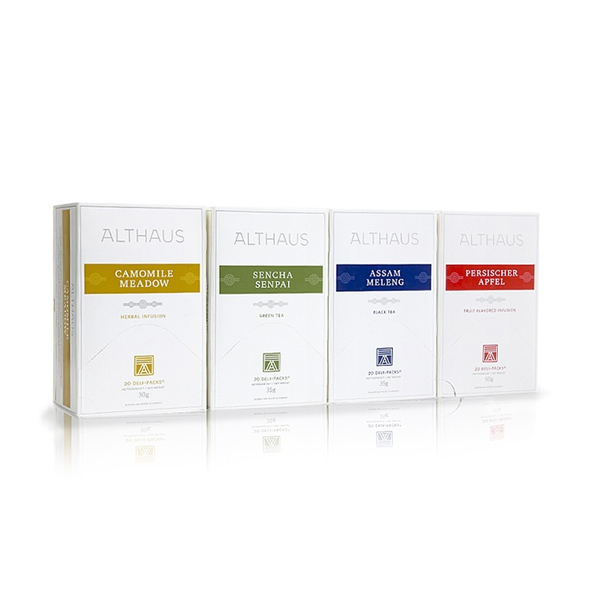 ALTHAUS
CAMOMILE
MEADOW
HERBAL INFUSION
20 DELI-PACKS®
30g
ALTHAUS
SENCHA
SENPAI
GREEN TEA
20 DELI-PACKS®
35g
ALTHAUS
ASSAM
MELENG
BLACK TEA
20 DELI-PACKS®
35g
ALTHAUS
PERSISCHER
APFEL
FRUIT FLAVORED INFUSION
20 DELI-PACKS®
50g